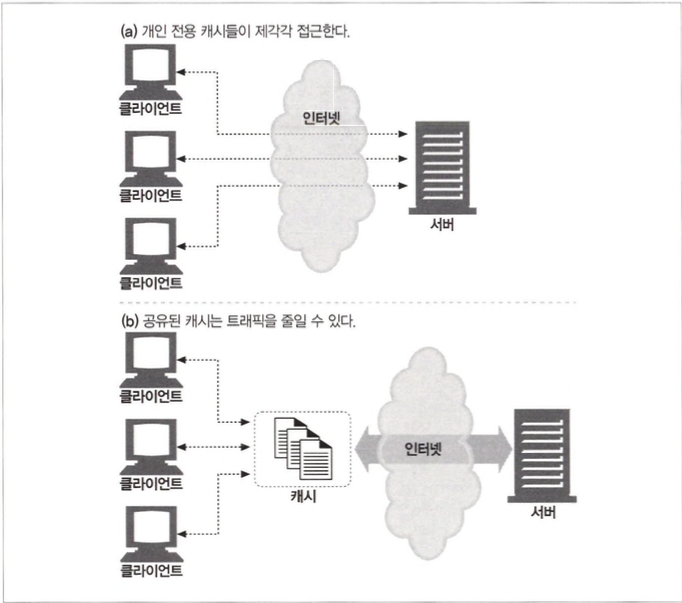 (a) 개인 전용 캐시들이 제각각 접근한다.
클라이언트
인터넷
클라이언트
서버
클라이언트
(b) 공유된 캐시는 트래픽을 줄일 수 있다.
클라이언트
클라이언트
인터넷
캐시
서버
클라이언트